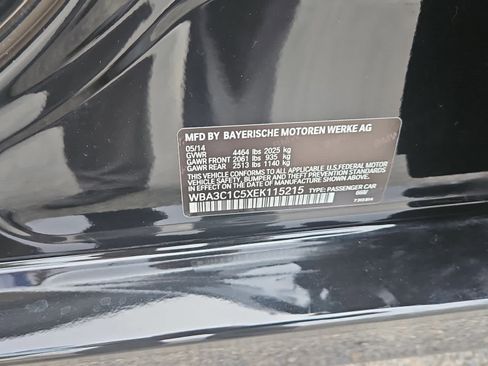 MFD BY BAYERISCHE MOTOREN WERKE AG
05/14
GVWR 4464 lbs 2025 kg
GAWR FRONT 2061 lbs 935 kg
GAWR REAR 2513 lbs 1140 kg
THIS VEHICLE CONFORMS TO ALL APPLICABLE U.S.FEDERAL MOTOR
VEHICLE SAFETY, BUMPER, AND THEFT PREVENTION STANDARDS IN
EFFECT ON THE DATE OF MANUFACTURE SHOWN ABOVE.
WBA3C1C5XEK115215 TYPE: PASSENGER CAR